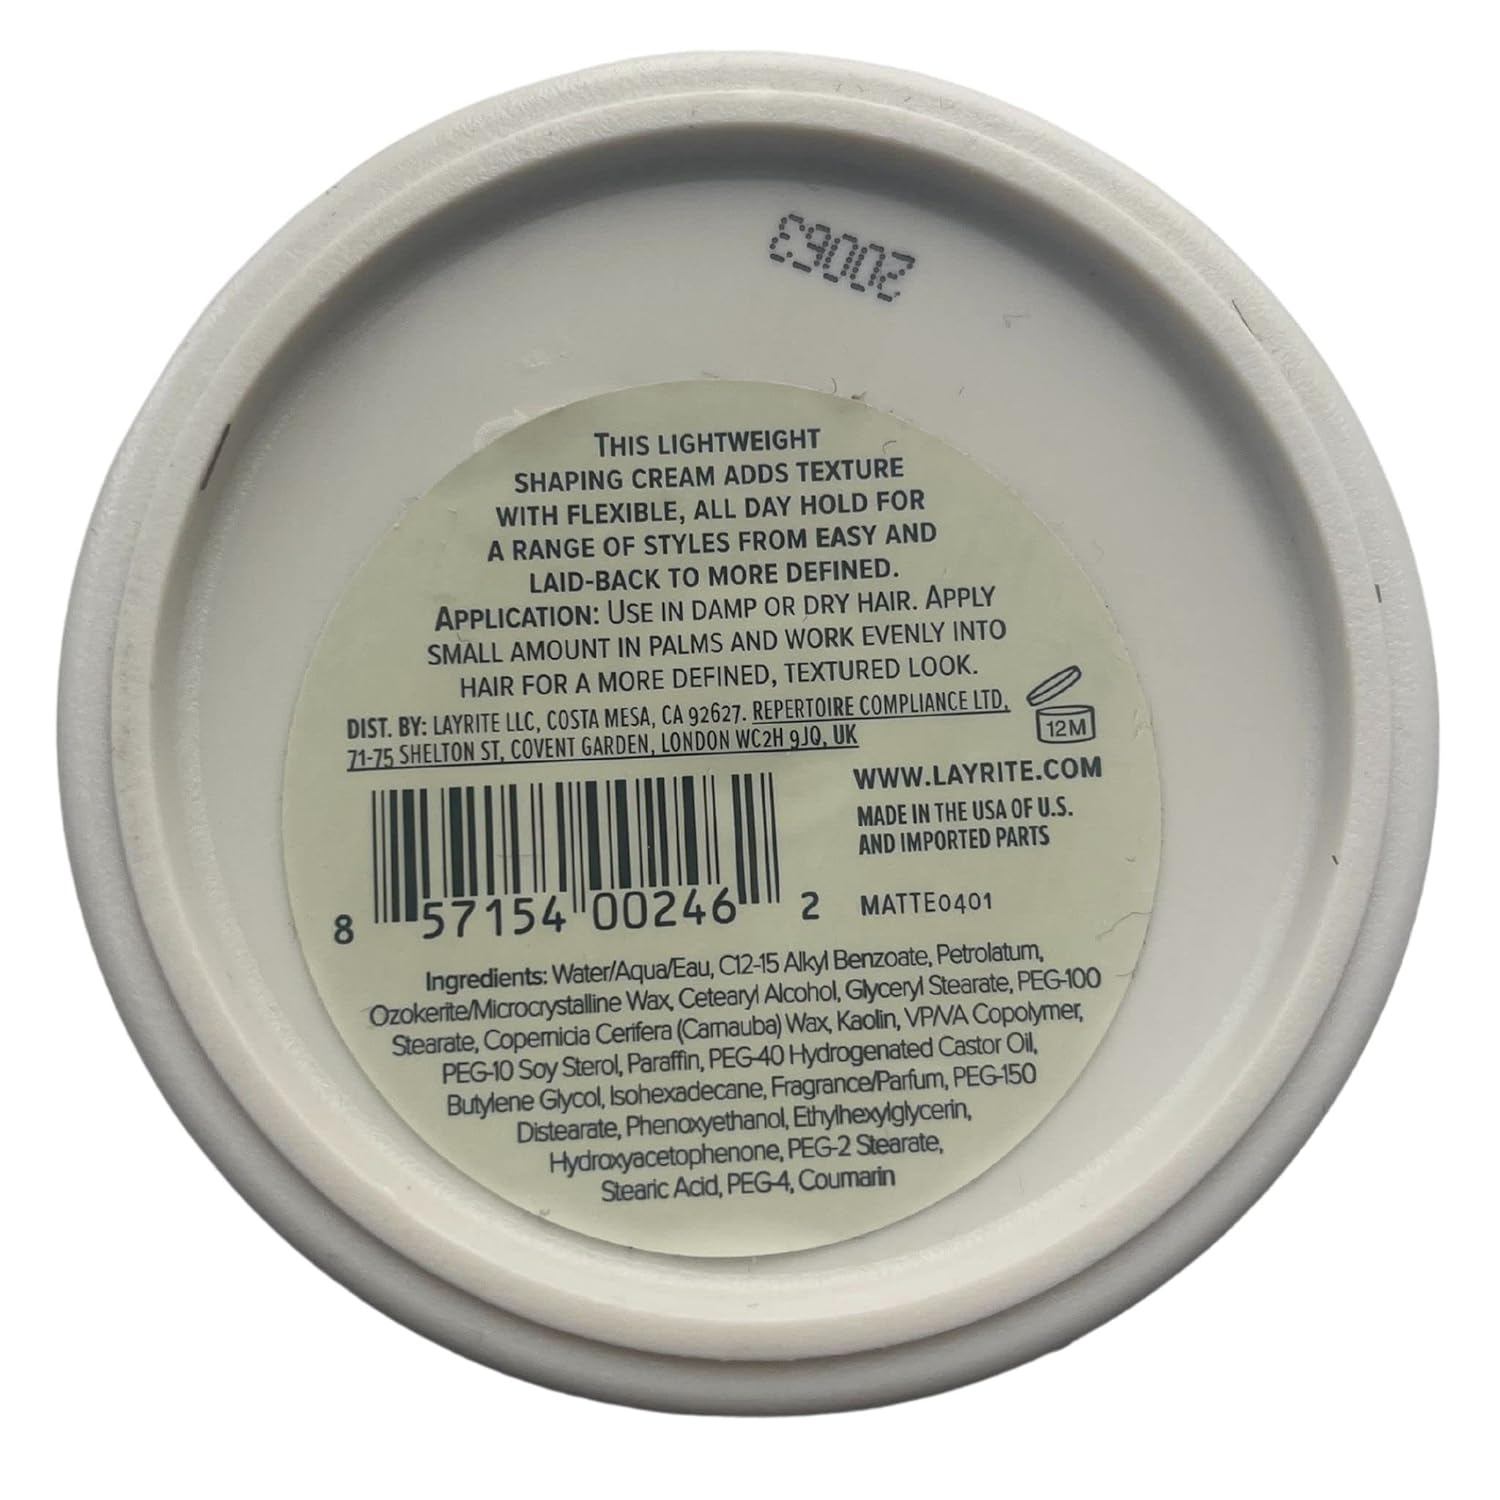 20063
THIS LIGHTWEIGHT
SHAPING CREAM ADDS TEXTURE
WITH FLEXIBLE, ALL DAY HOLD FOR
A RANGE OF STYLES FROM EASY AND
LAID-BACK TO MORE DEFINED.
APPLICATION: USE IN DAMP OR DRY HAIR. APPLY
SMALL AMOUNT IN PALMS AND WORK EVENLY INTO
HAIR FOR A MORE DEFINED, TEXTURED LOOK.
DIST. BY: LAYRITE LLC, COSTA MESA, CA 92627. REPERTOIRE COMPLIANCE LTD,
71-75 SHELTON ST, COVENT GARDEN, LONDON WC2H 9JQ, UK
12M
WWW.LAYRITE.COM
MADE IN THE USA OF U.S.
AND IMPORTED PARTS
8 57154 00246 2
MATTE0401
Ingredients: Water/Aqua/Eau, C12-15 Alkyl Benzoate, Petrolatum,
Ozokerite/Microcrystalline Wax, Cetearyl Alcohol, Glyceryl Stearate, PEG-100
Stearate, Copernicia Cerifera (Carnauba) Wax, Kaolin, VP/VA Copolymer,
PEG-10 Soy Sterol, Paraffin, PEG-40 Hydrogenated Castor Oil,
Butylene Glycol, Isohexadecane, Fragrance/Parfum, PEG-150
Distearate, Phenoxyethanol, Ethylhexylglycerin,
Hydroxyacetophenone, PEG-2 Stearate,
Stearic Acid, PEG-4, Coumarin